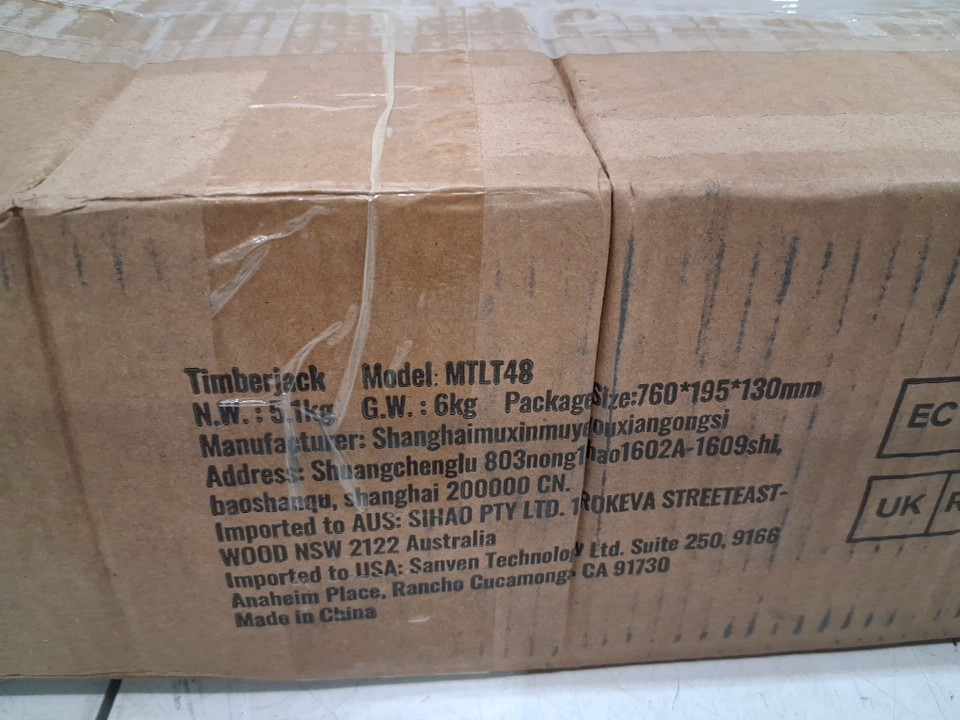 Timberjack Model: MTLT48
N.W. : 5.1kg G.W. : 6kg Package Size:760*195*130mm
Manufacturer: Shanghaimuxinmuyeyouxiangongsi
Address: Shuangchenglu 803nong1hao1602A-1609shi,
baoshanqu, shanghai 200000 CN.
Imported to AUS: SIHAO PTY LTD. 1ROKEVA STREETEAST-
WOOD NSW 2122 Australia
Imported to USA: Sanven Technology Ltd. Suite 250, 9166
Anaheim Place, Rancho Cucamonga, CA 91730
Made in China
EC
UK